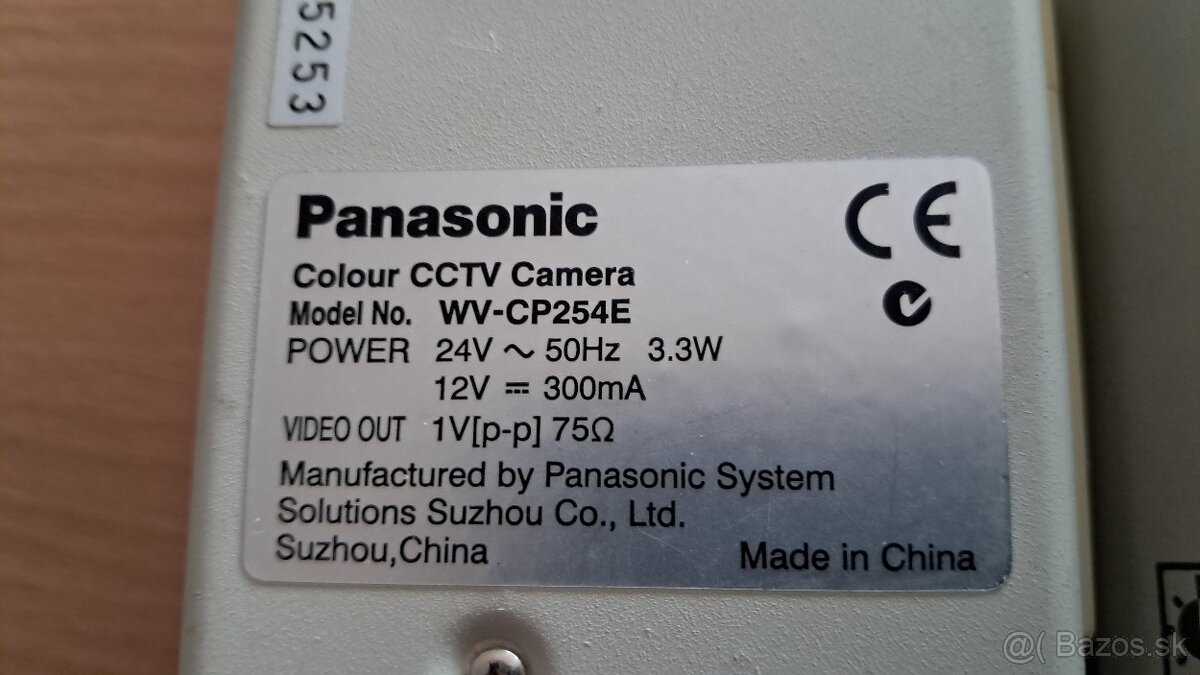 5253
Panasonic
CE
Colour CCTV Camera
Model No. WV-CP254E
POWER 24V ~ 50Hz 3.3W
12V ⎓ 300mA
VIDEO OUT 1V[p-p] 75Ω
Manufactured by Panasonic System
Solutions Suzhou Co., Ltd.
Suzhou,China
Made in China
@( Bazos.sk